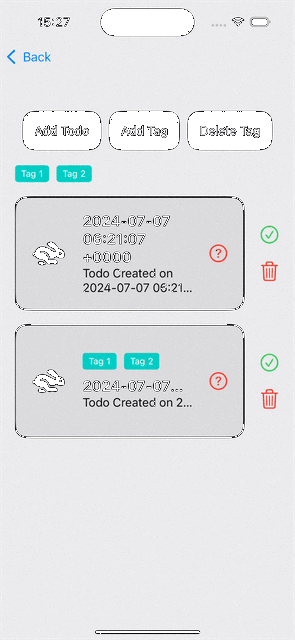 15:27
Back
Add Todo Add Tag Delete Tag
Tag 1 Tag 2
2024-07-07
06:21:07
+0000
Todo Created on
2024-07-07 06:21...
?
Tag 1 Tag 2
2024-07-07...
Todo Created on 2...
?